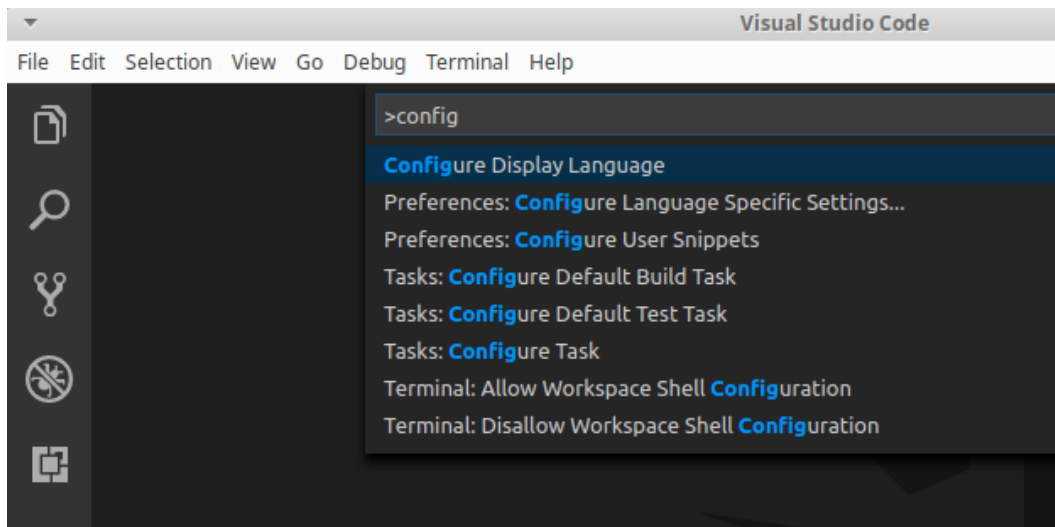 Visual Studio Code
File Edit Selection View Go Debug Terminal Help
>config
Configure Display Language
Preferences: Configure Language Specific Settings...
Preferences: Configure User Snippets
Tasks: Configure Default Build Task
Tasks: Configure Default Test Task
Tasks: Configure Task
Terminal: Allow Workspace Shell Configuration
Terminal: Disallow Workspace Shell Configuration